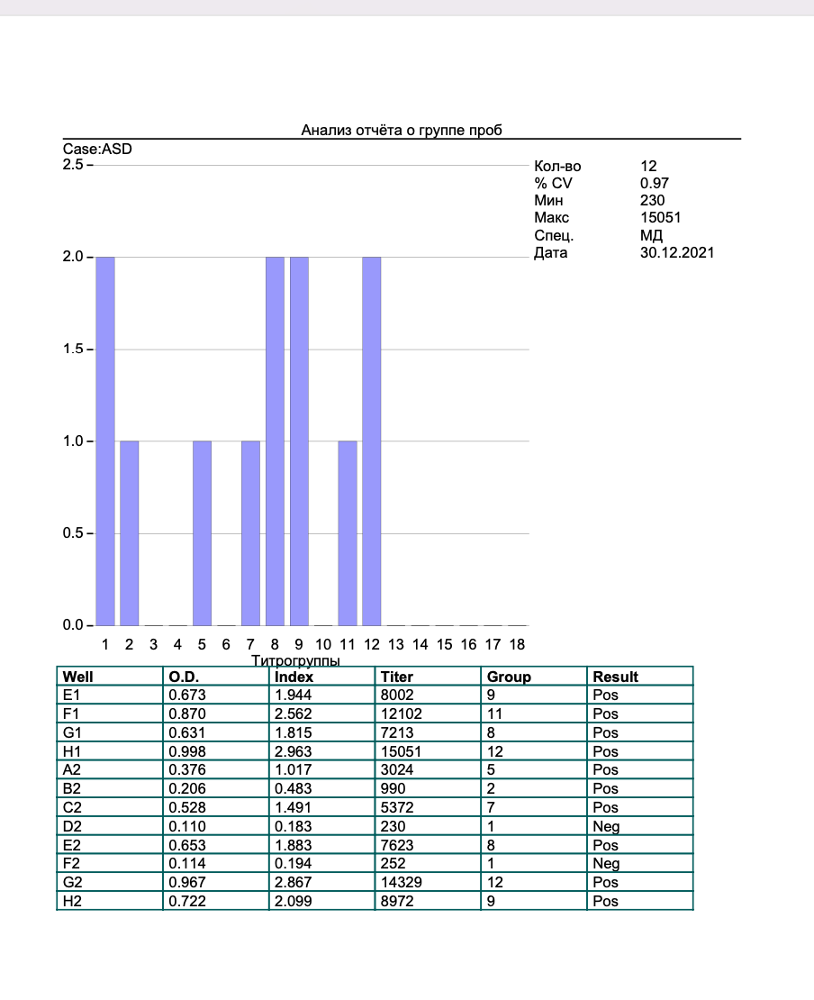 Анализ отчёта о группе проб
Case:ASD
2.5
2.0
1.5
1.0
0.5
0.0
1 2 3 4 5 6 7 8 9 10 11 12 13 14 15 16 17 18
Титрогруппы
Кол-во 12
% CV 0.97
Мин 230
Макс 15051
Спец. МД
Дата 30.12.2021
Well O.D. Index Titer Group Result
E1 0.673 1.944 8002 9 Pos
F1 0.870 2.562 12102 11 Pos
G1 0.631 1.815 7213 8 Pos
H1 0.998 2.963 15051 12 Pos
A2 0.376 1.017 3024 5 Pos
B2 0.206 0.483 990 2 Pos
C2 0.528 1.491 5372 7 Pos
D2 0.110 0.183 230 1 Neg
E2 0.653 1.883 7623 8 Pos
F2 0.114 0.194 252 1 Neg
G2 0.967 2.867 14329 12 Pos
H2 0.722 2.099 8972 9 Pos